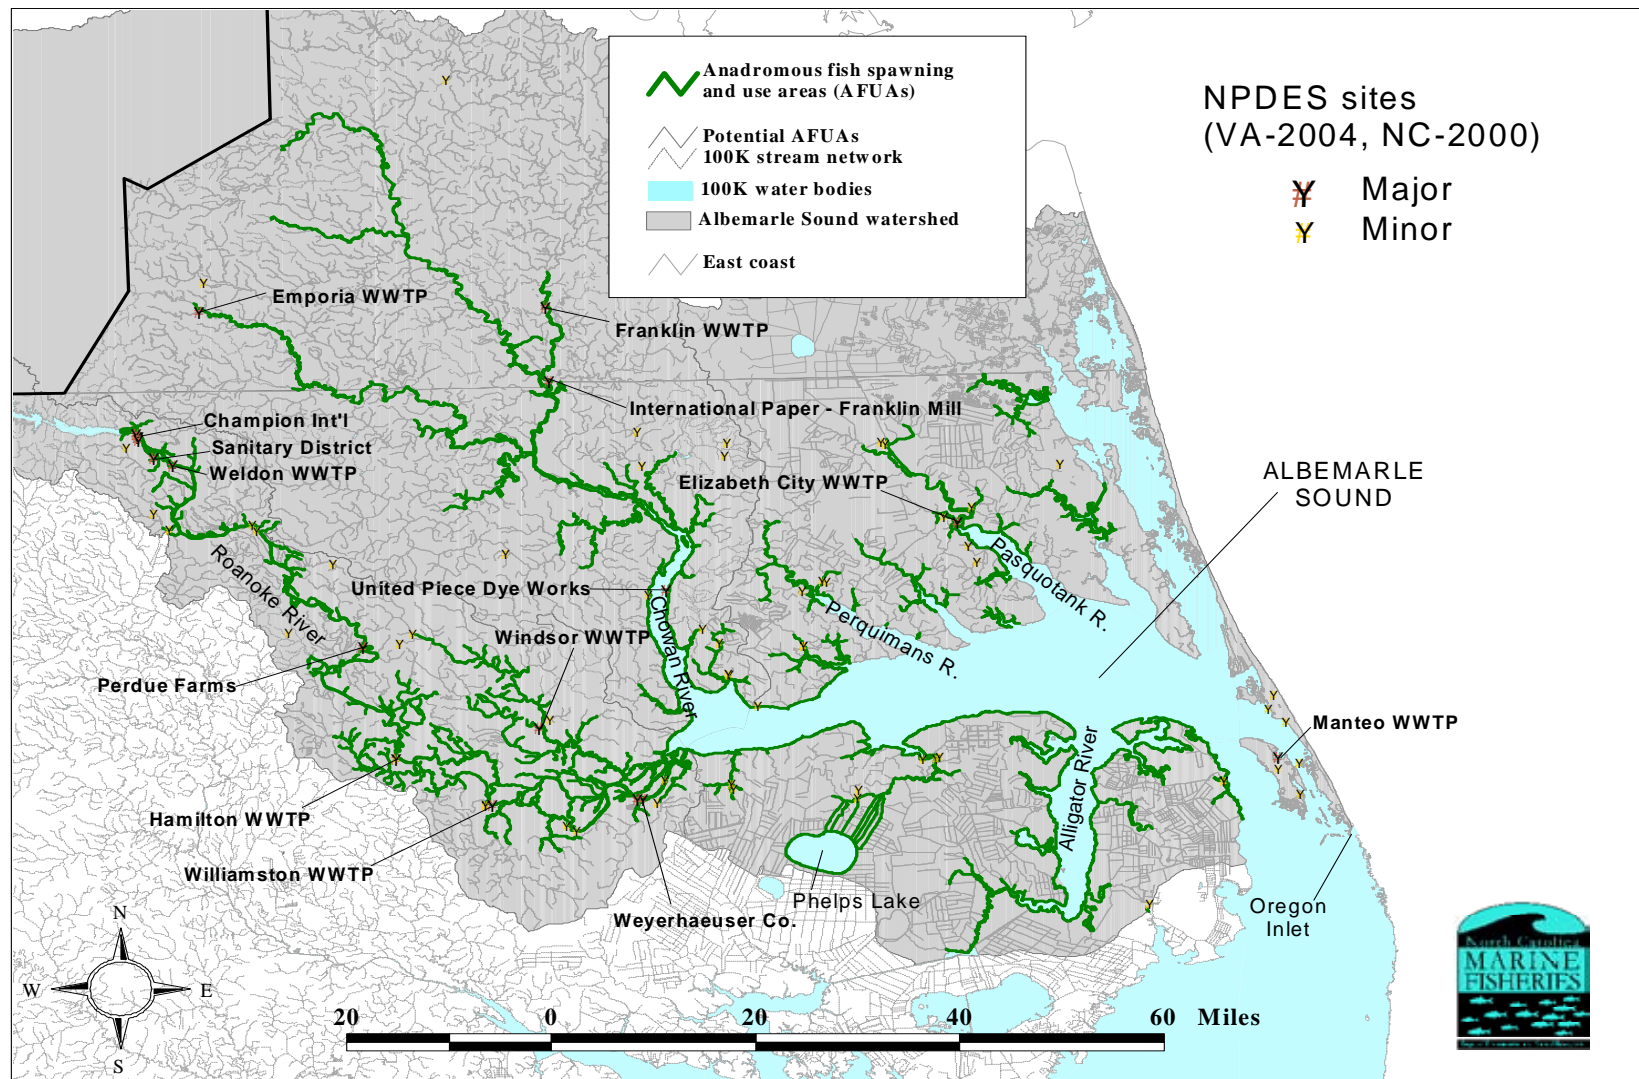 Anadromous fish spawning
and use areas (AFUAs)
Potential AFUAs
100K stream network
100K water bodies
Albemarle Sound watershed
East coast
NPDES sites
(VA-2004, NC-2000)
Major
Minor
Emporia WWTP
Franklin WWTP
International Paper - Franklin Mill
Champion Int'l
Sanitary District
Weldon WWTP
Elizabeth City WWTP
ALBEMARLE
SOUND
Roanoke River
United Piece Dye Works
Chowan River
Windsor WWTP
Pasquotank R.
Perquimans R.
Perdue Farms
Manteo WWTP
Alligator River
Hamilton WWTP
Williamston WWTP
Phelps Lake
Weyerhaeuser Co.
Oregon
Inlet
N
W
E
S
20 0 20 40 60 Miles
North Carolina
MARINE
FISHERIES